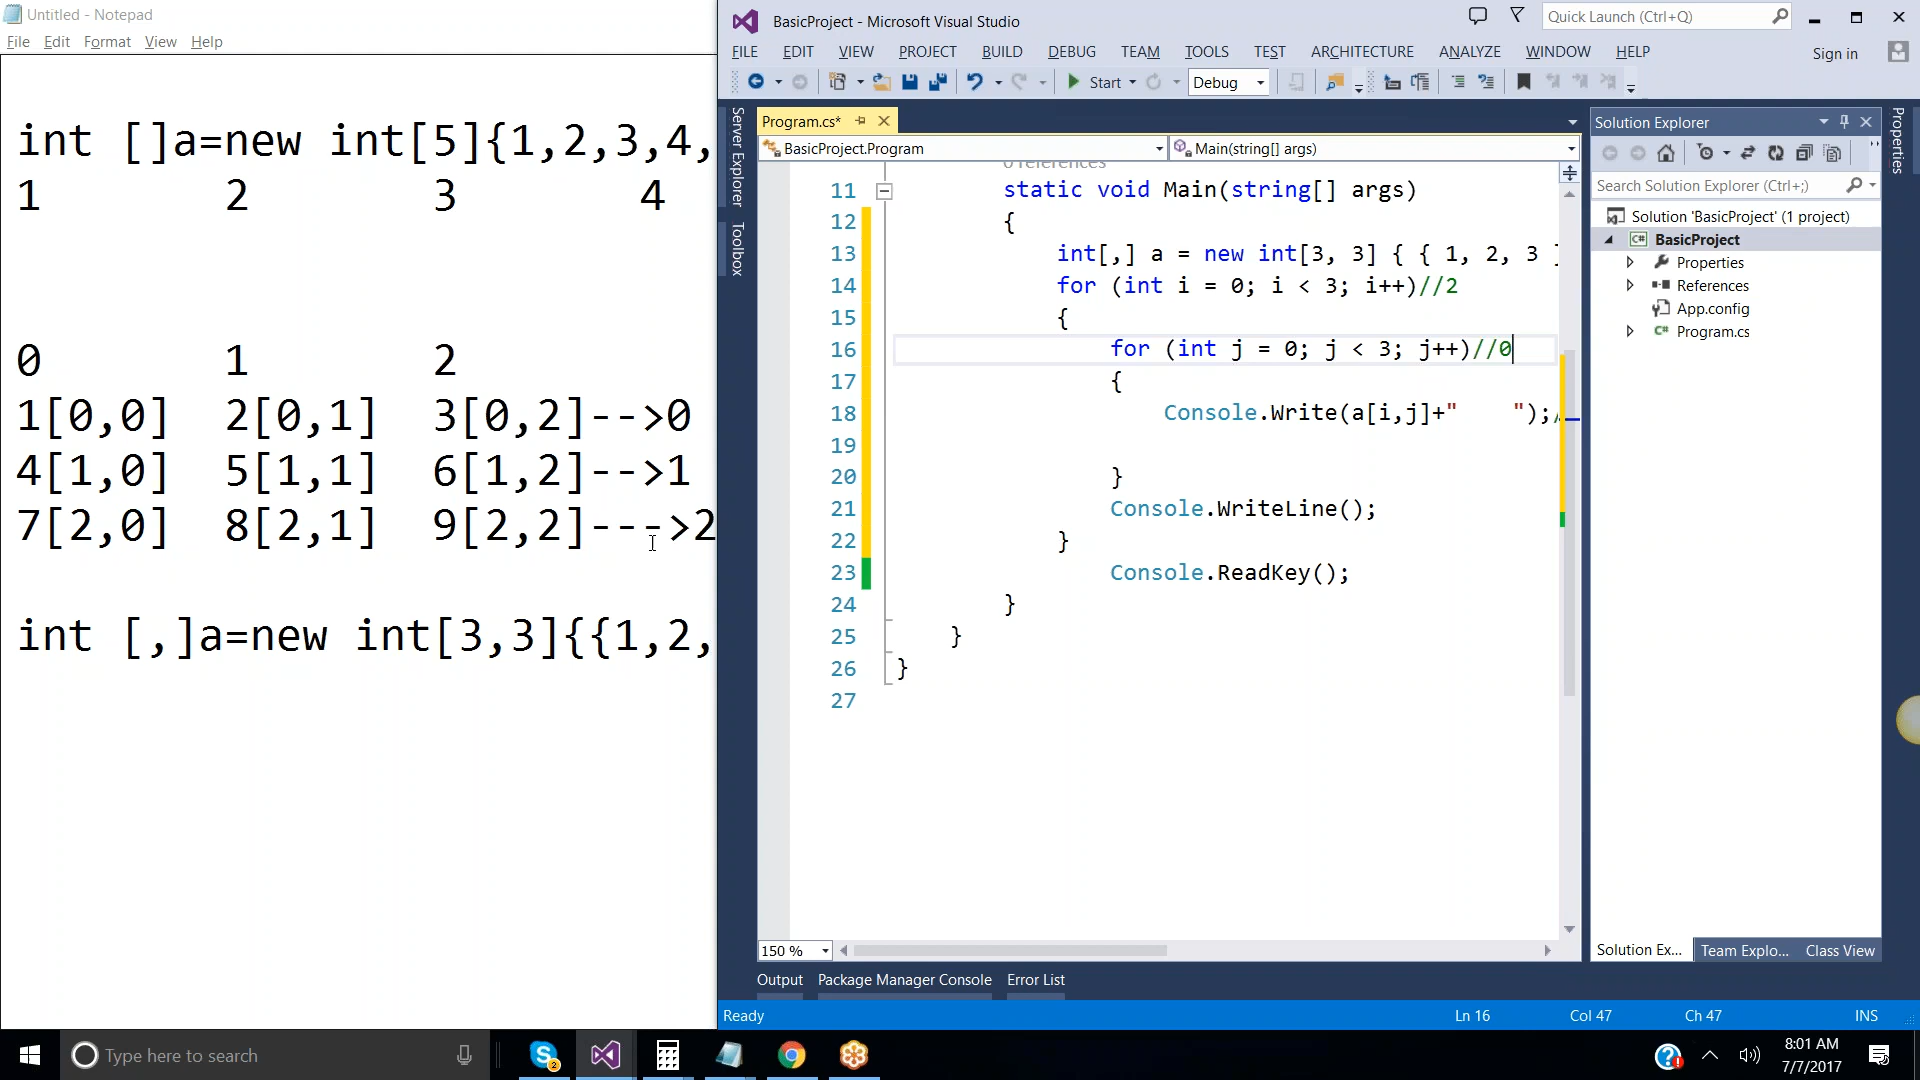 Untitled - Notepad
File Edit Format View Help
int []a=new int[5]{1,2,3,4,
1 2 3 4
0 1 2
1[0,0] 2[0,1] 3[0,2]-->0
4[1,0] 5[1,1] 6[1,2]-->1
7[2,0] 8[2,1] 9[2,2]--->2
int [,]a=new int[3,3]{{1,2,
BasicProject - Microsoft Visual Studio
Quick Launch (Ctrl+Q)
FILE EDIT VIEW PROJECT BUILD DEBUG TEAM TOOLS TEST ARCHITECTURE ANALYZE WINDOW HELP
Sign in
Start Debug
Server Explorer
Toolbox
Program.cs*
BasicProject.Program
Main(string[] args)
0 references
11 static void Main(string[] args)
12 {
13 int[,] a = new int[3, 3] { { 1, 2, 3 }
14 for (int i = 0; i < 3; i++)//2
15 {
16 for (int j = 0; j < 3; j++)//0
17 {
18 Console.Write(a[i,j]+"    ");/
19
20 }
21 Console.WriteLine();
22 }
23 Console.ReadKey();
24 }
25 }
26 }
27
150 %
Output Package Manager Console Error List
Solution Explorer
Search Solution Explorer (Ctrl+;)
Solution 'BasicProject' (1 project)
C# BasicProject
Properties
References
App.config
C# Program.cs
Solution Ex... Team Explo... Class View
Properties
Ready
Ln 16 Col 47 Ch 47 INS
Type here to search
2
8:01 AM
7/7/2017